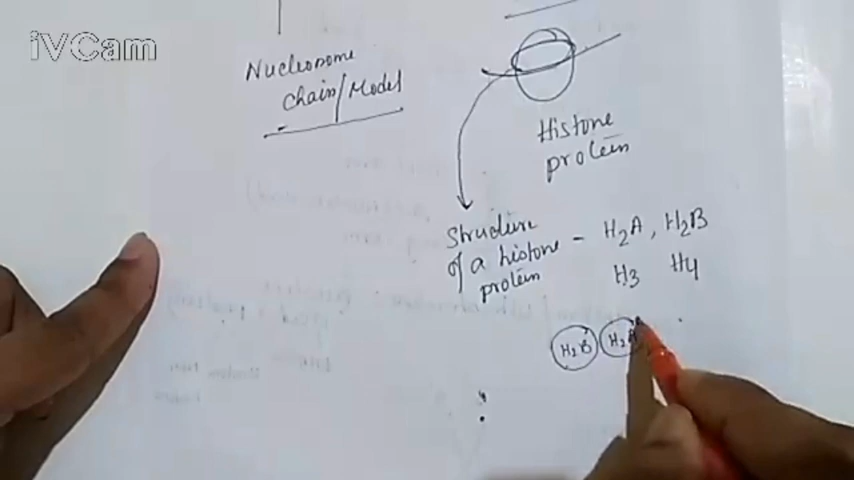 iVCam
Nucleosome
chain/Model
Histone
protein
Structure
of a histone - H2A, H2B
protein H3 H4
H2B H2A